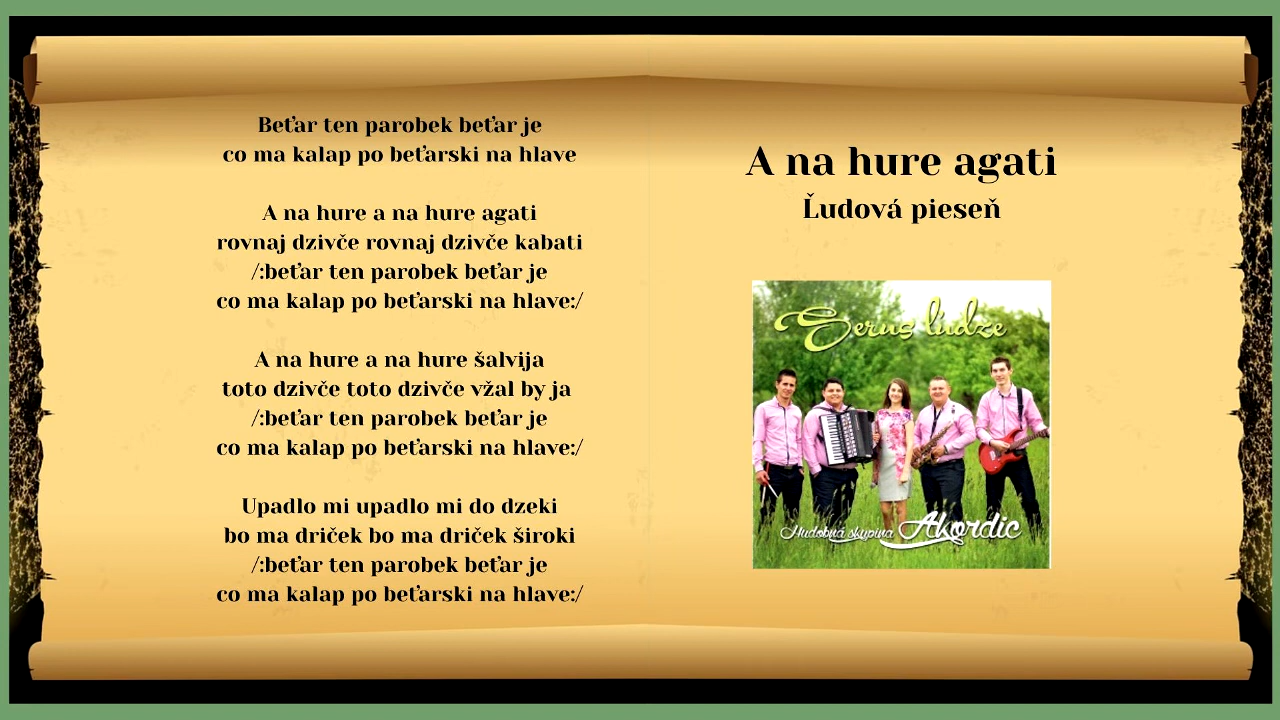 Beťar ten parobek beťar je
co ma kalap po beťarski na hlave
A na hure a na hure agati
rovnaj dzivče rovnaj dzivče kabati
/:beťar ten parobek beťar je
co ma kalap po beťarski na hlave:/
A na hure a na hure šalvija
toto dzivče toto dzivče vžal by ja
/:beťar ten parobek beťar je
co ma kalap po beťarski na hlave:/
Upadlo mi upadlo mi do dzeki
bo ma driček bo ma driček široki
/:beťar ten parobek beťar je
co ma kalap po beťarski na hlave:/
A na hure agati
Ľudová pieseň
Serus ľudze
Hudobná skupina Akordic